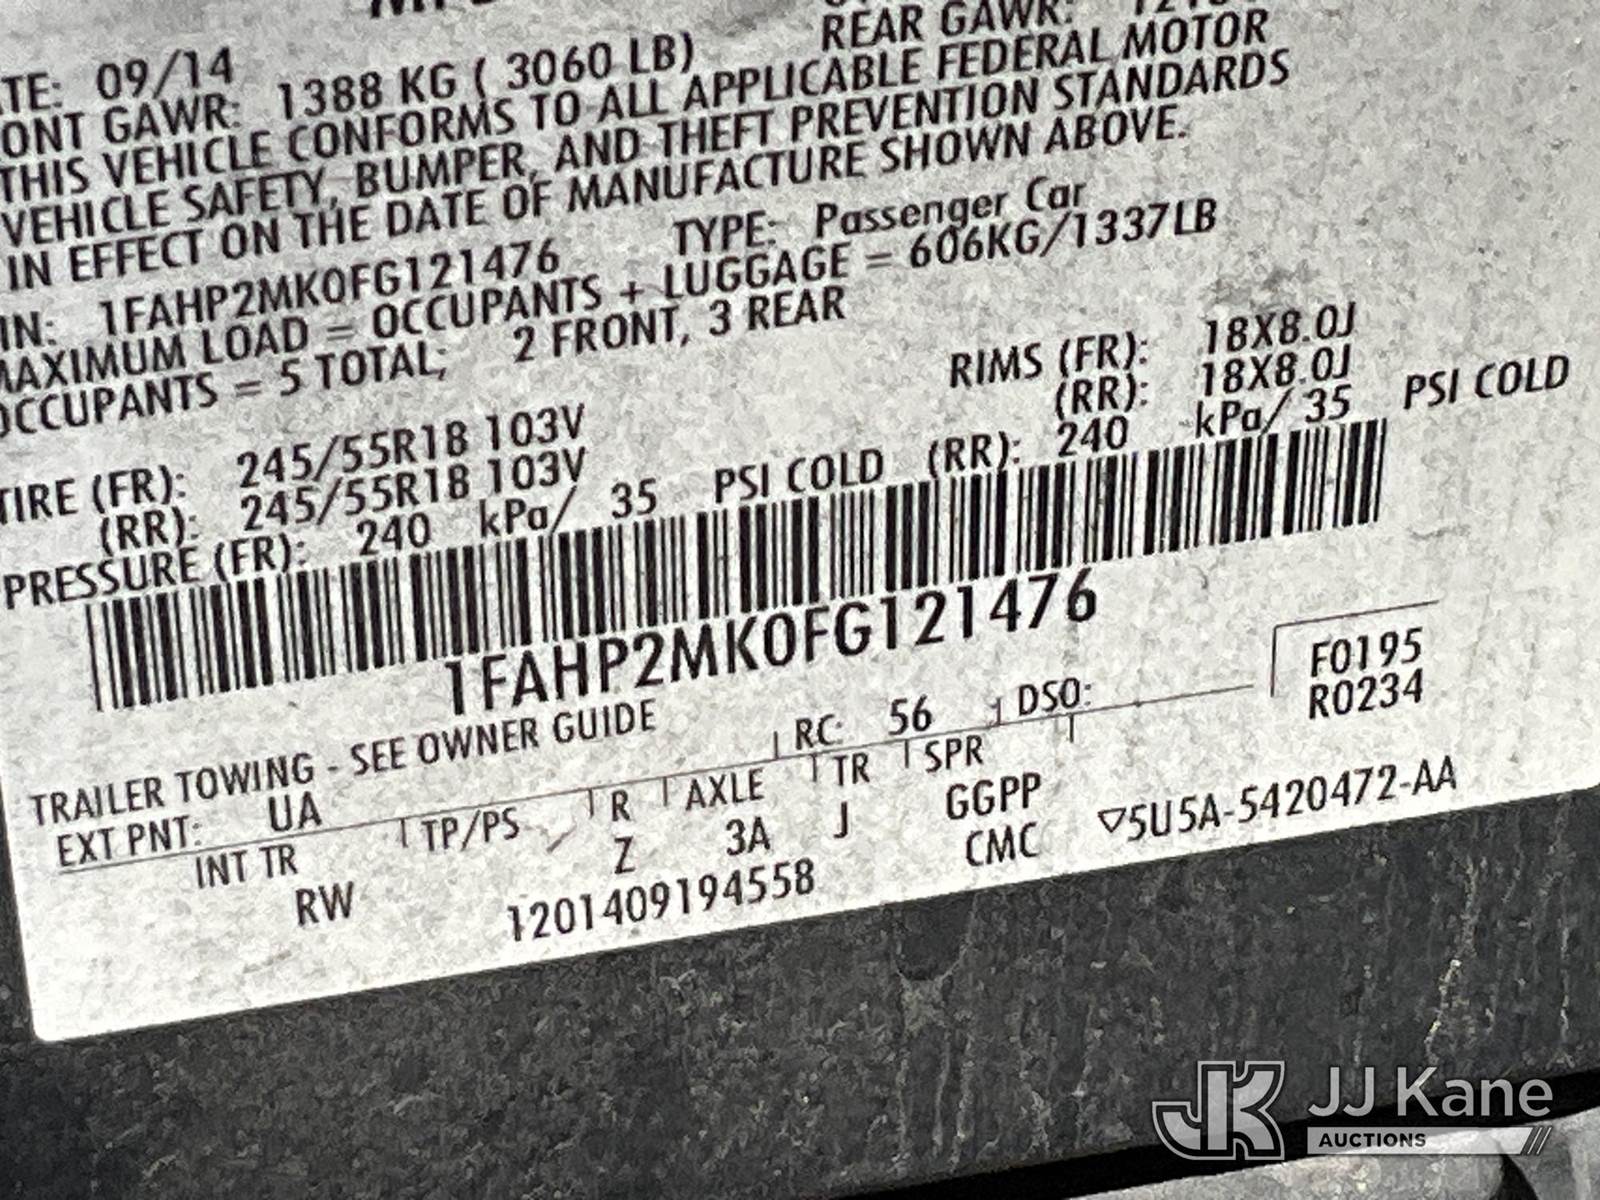 TE: 09/14
REAR GAWR:
ONT GAWR: 1388 KG ( 3060 LB)
THIS VEHICLE CONFORMS TO ALL APPLICABLE FEDERAL MOTOR
VEHICLE SAFETY, BUMPER, AND THEFT PREVENTION STANDARDS
IN EFFECT ON THE DATE OF MANUFACTURE SHOWN ABOVE.
IN: 1FAHP2MK0FG121476 TYPE: Passenger Car
MAXIMUM LOAD = OCCUPANTS + LUGGAGE = 606KG/1337LB
OCCUPANTS = 5 TOTAL; 2 FRONT, 3 REAR
TIRE (FR): 245/55R18 103V RIMS (FR): 18X8.0J
(RR): 245/55R18 103V (RR): 18X8.0J
PRESSURE (FR): 240 kPa/ 35 PSI COLD (RR): 240 kPa/ 35 PSI COLD
1FAHP2MK0FG121476
TRAILER TOWING - SEE OWNER GUIDE
F0195
R0234
EXT PNT: UA RC: 56 DSO:
INT TR TP/PS R AXLE TR SPR
RW Z 3A J GGPP
1201409194558 CMC ▽5U5A-5420472-AA
JK JJ Kane
AUCTIONS